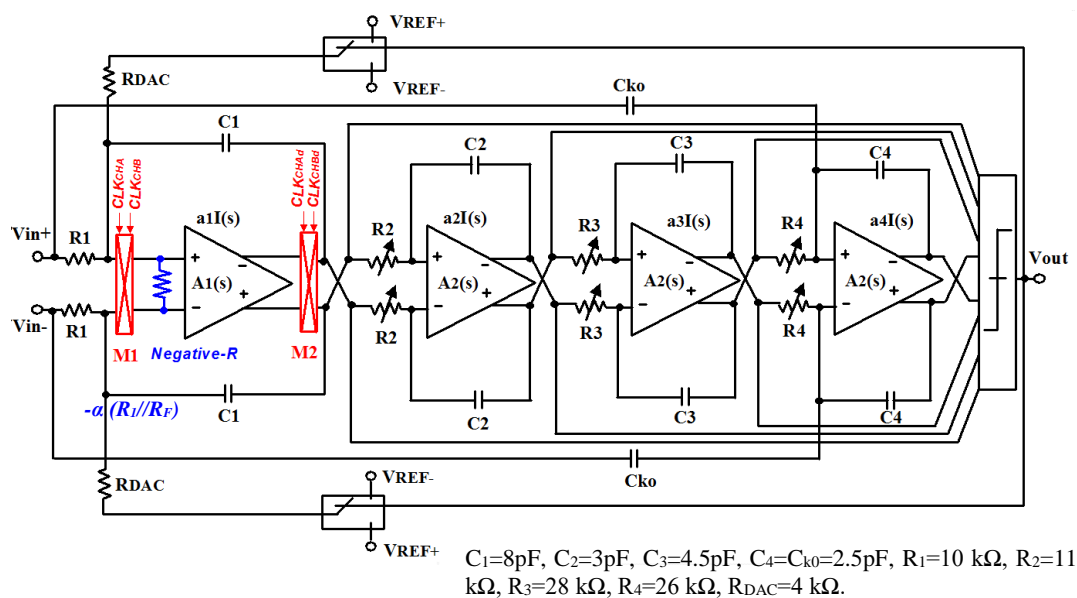 VREF+
RDAC
VREF-
Cko
C1
C2
C3
C4
CLKCHA
CLKCHB
CLKCHAd
CLKCHBd
a1I(s)
a2I(s)
a3I(s)
a4I(s)
Vin+
R1
R2
R3
R4
+
−
+
−
+
−
+
−
Vout
A1(s)
A2(s)
A2(s)
A2(s)
Vin-
−
+
−
+
−
+
−
+
R1
M1
Negative-R
M2
R2
R3
R4
-α (R1//RF)
C1
C2
C3
C4
Cko
RDAC
VREF-
VREF+
C1=8pF, C2=3pF, C3=4.5pF, C4=Ck0=2.5pF, R1=10 kΩ, R2=11
kΩ, R3=28 kΩ, R4=26 kΩ, RDAC=4 kΩ.